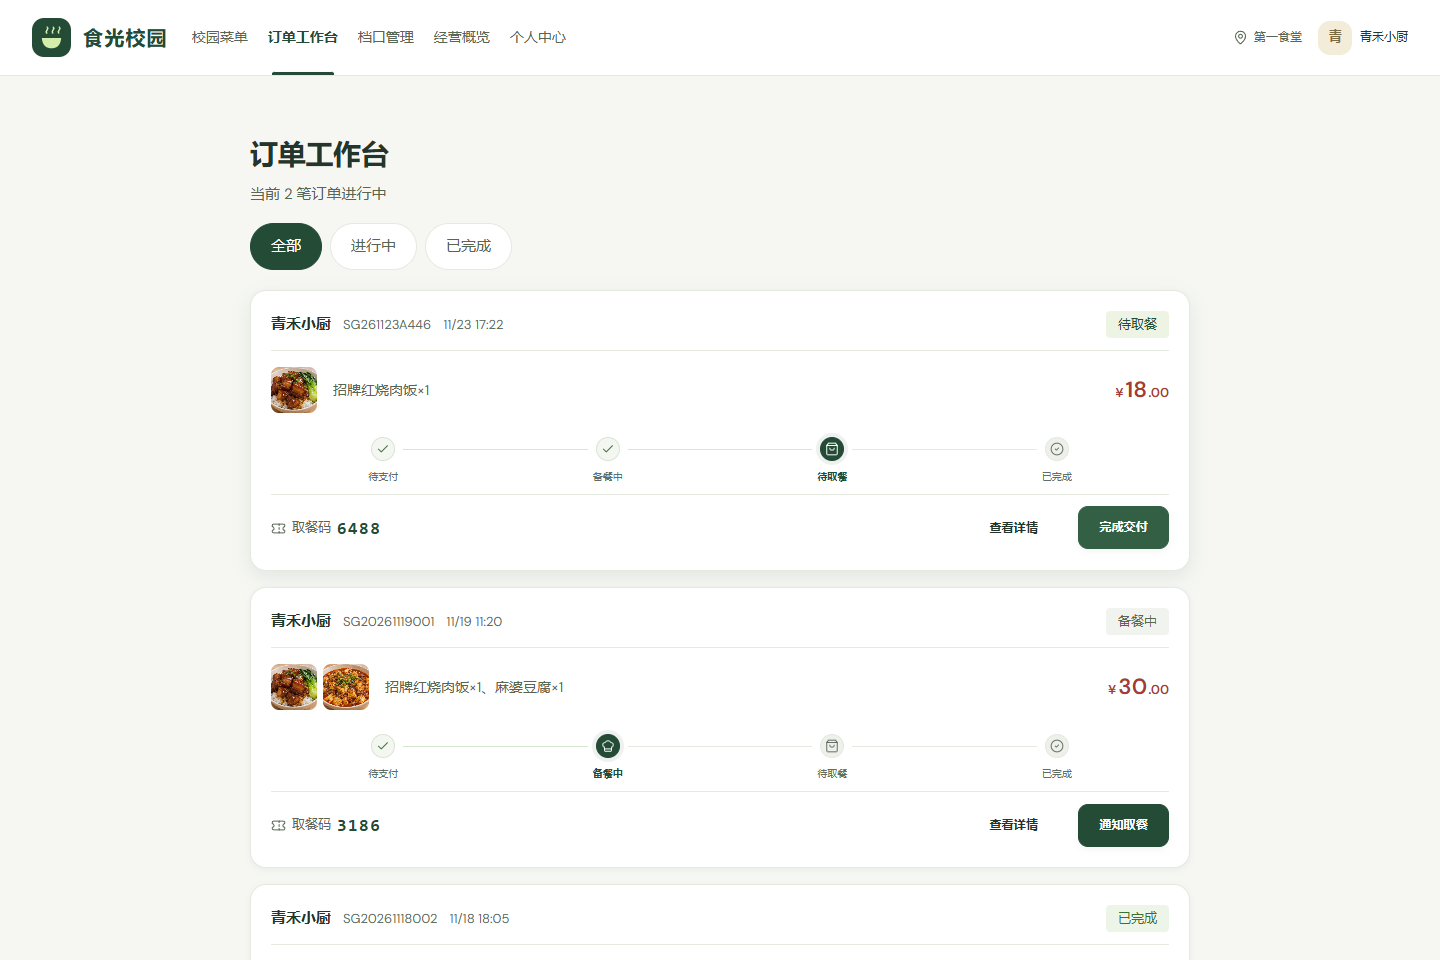 食光校园
校园菜单 订单工作台 档口管理 经营概览 个人中心
第一食堂 青 青禾小厨
订单工作台
当前 2 笔订单进行中
全部 进行中 已完成
青禾小厨 SG261123A446 11/23 17:22 待取餐
招牌红烧肉饭×1 ¥18.00
待支付 备餐中 待取餐 已完成
取餐码 6488 查看详情 完成交付
青禾小厨 SG20261119001 11/19 11:20 备餐中
招牌红烧肉饭×1、麻婆豆腐×1 ¥30.00
待支付 备餐中 待取餐 已完成
取餐码 3186 查看详情 通知取餐
青禾小厨 SG20261118002 11/18 18:05 已完成